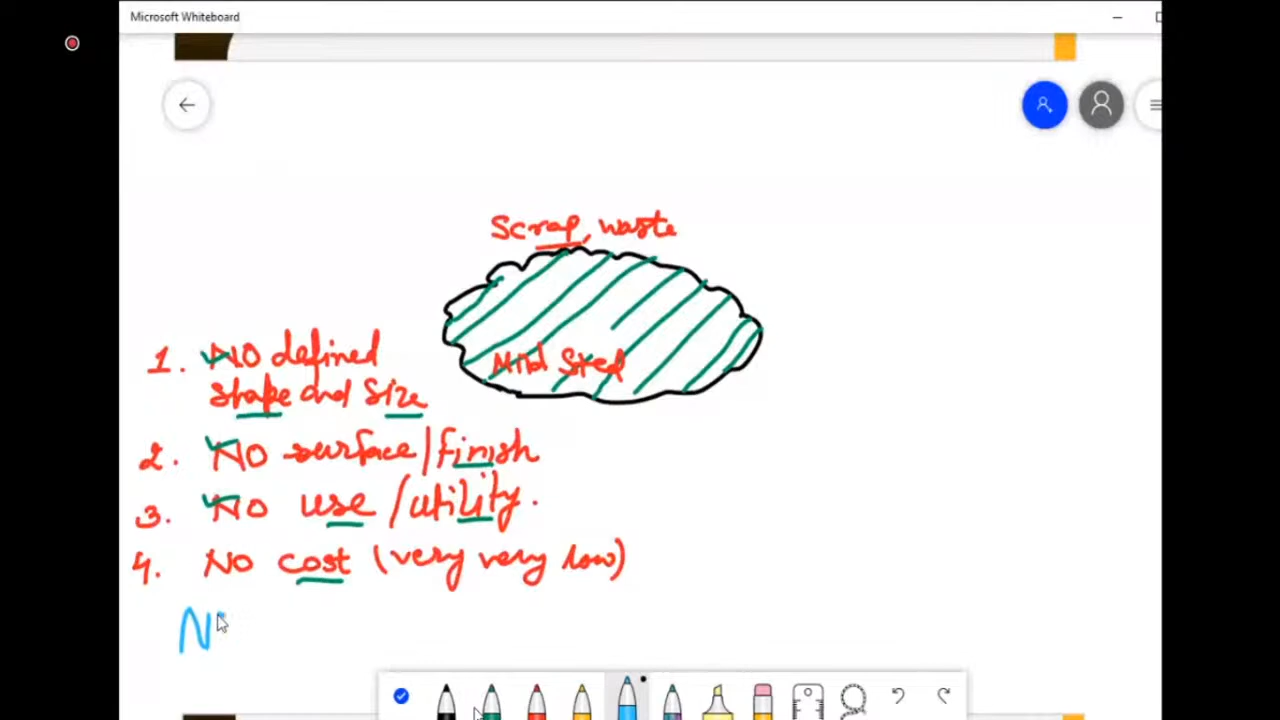 Microsoft Whiteboard
Scrap, waste
Mild Steel
1. No defined
shape and size
2. No surface/finish
3. No use/utility.
4. No cost (very very low)
N